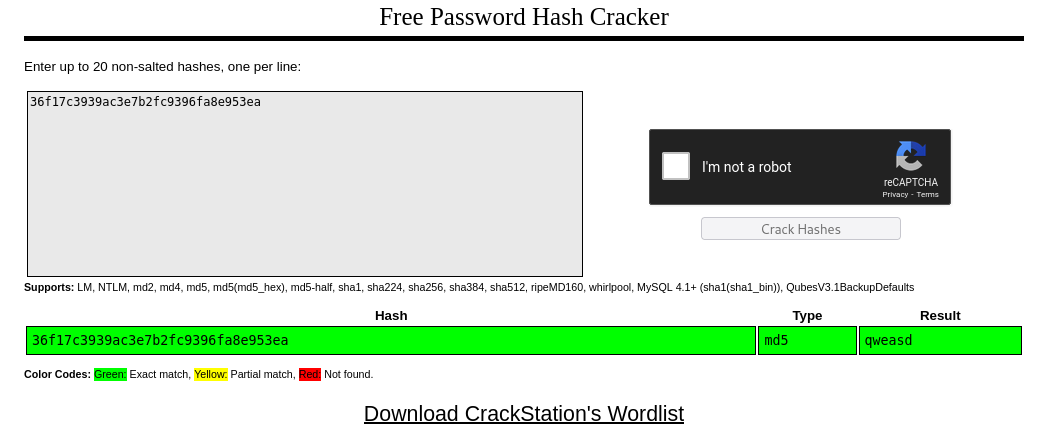 Free Password Hash Cracker
Enter up to 20 non-salted hashes, one per line:
36f17c3939ac3e7b2fc9396fa8e953ea
I'm not a robot
reCAPTCHA
Privacy - Terms
Crack Hashes
Supports: LM, NTLM, md2, md4, md5, md5(md5_hex), md5-half, sha1, sha224, sha256, sha384, sha512, ripeMD160, whirlpool, MySQL 4.1+ (sha1(sha1_bin)), QubesV3.1BackupDefaults
Hash Type Result
36f17c3939ac3e7b2fc9396fa8e953ea md5 qweasd
Color Codes: Green: Exact match, Yellow: Partial match, Red: Not found.
Download CrackStation's Wordlist